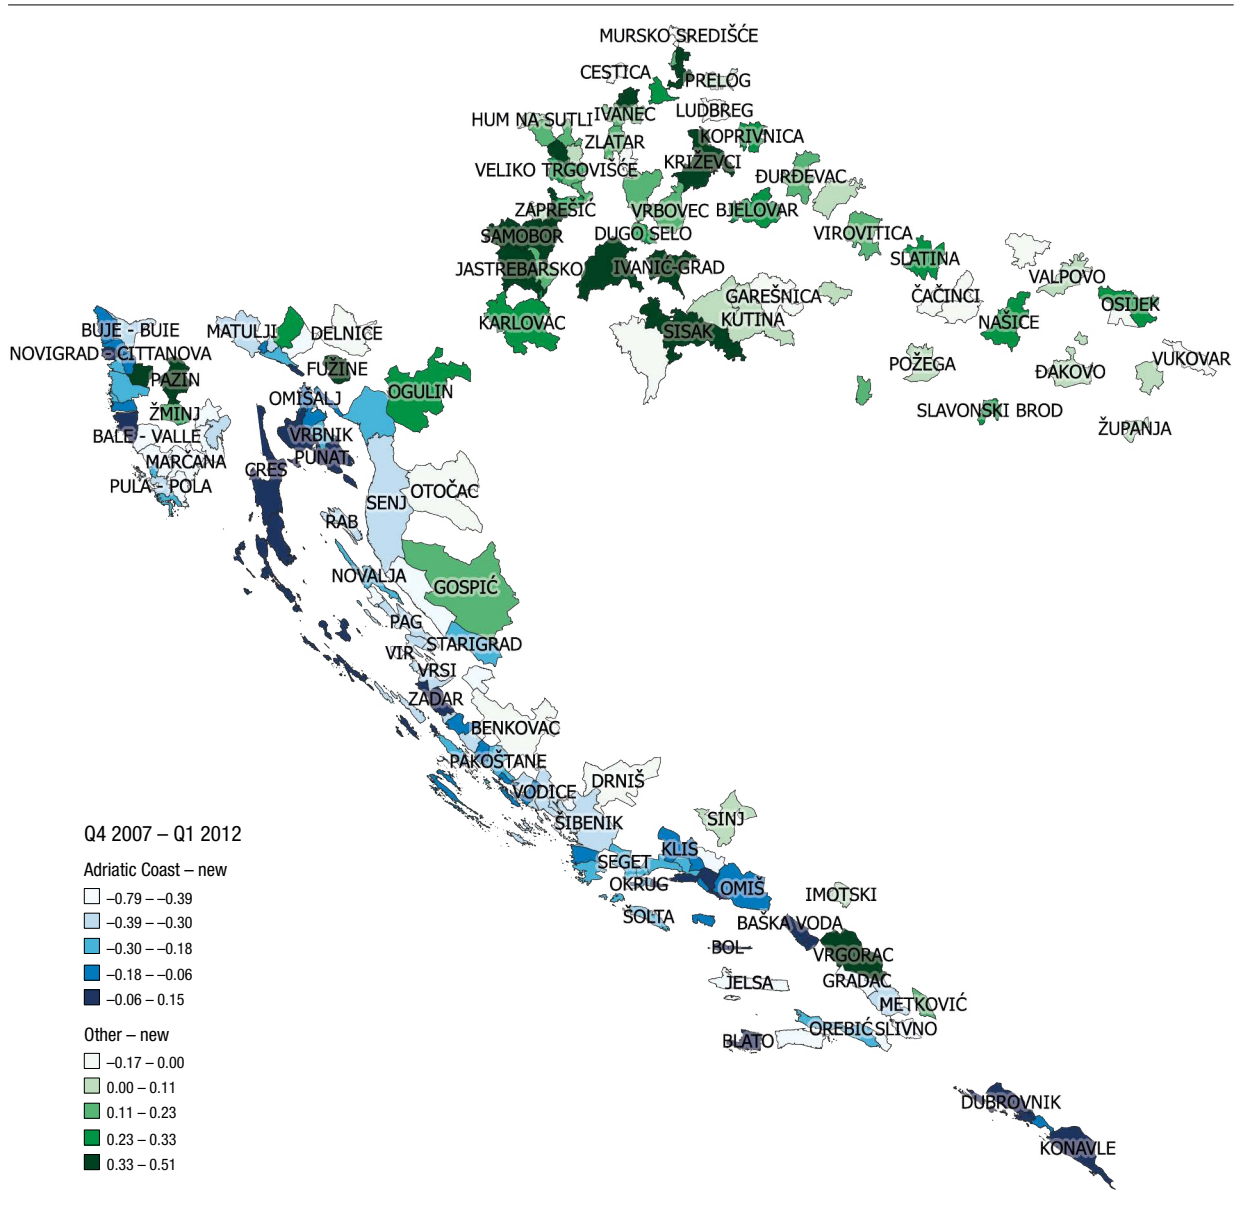 MURSKO SREDIŠĆE
CESTICA
PRELOG
HUM NA SUTLI
IVANEC
LUDBREG
ZLATAR
KOPRIVNICA
VELIKO TRGOVIŠĆE
KRIŽEVCI
ĐURĐEVAC
ZAPREŠIĆ
VRBOVEC
BJELOVAR
SAMOBOR
DUGO SELO
VIROVITICA
JASTREBARSKO
IVANIĆ-GRAD
SLATINA
VALPOVO
GAREŠNICA
ČAČINCI
OSIJEK
KARLOVAC
SISAK
KUTINA
NAŠICE
BUJE - BUIE
MATULJI
DELNICE
NOVIGRAD - CITTANOVA
FUŽINE
POŽEGA
ĐAKOVO
VUKOVAR
PAZIN
OMIŠALJ
OGULIN
ŽMINJ
SLAVONSKI BROD
BALE - VALLE
VRBNIK
ŽUPANJA
MARČANA
PUNAT
CRES
PULA - POLA
SENJ
OTOČAC
RAB
NOVALJA
GOSPIĆ
PAG
VIR
STARIGRAD
VRSI
ZADAR
BENKOVAC
PAKOŠTANE
VODICE
DRNIŠ
ŠIBENIK
SINJ
SEGET
KLIS
OKRUG
OMIŠ
IMOTSKI
ŠOLTA
BAŠKA VODA
BOL
VRGORAC
JELSA
GRADAC
METKOVIĆ
BLATO
OREBIĆ
SLIVNO
DUBROVNIK
KONAVLE
Q4 2007 – Q1 2012
Adriatic Coast – new
–0.79 – –0.39
–0.39 – –0.30
–0.30 – –0.18
–0.18 – –0.06
–0.06 – 0.15
Other – new
–0.17 – 0.00
0.00 – 0.11
0.11 – 0.23
0.23 – 0.33
0.33 – 0.51